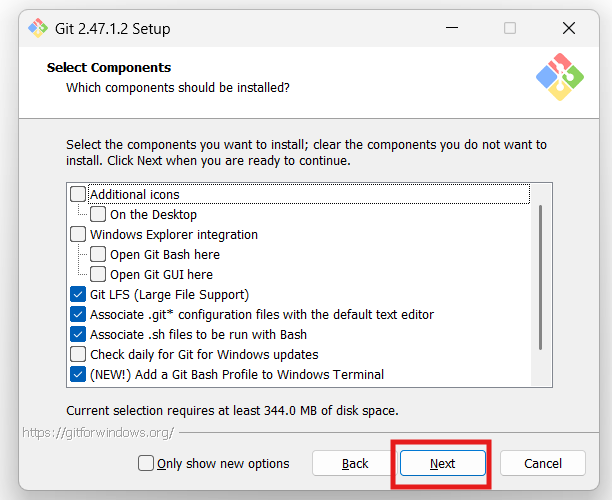 Git 2.47.1.2 Setup
Select Components
Which components should be installed?
Select the components you want to install; clear the components you do not want to
install. Click Next when you are ready to continue.
Additional icons
On the Desktop
Windows Explorer integration
Open Git Bash here
Open Git GUI here
Git LFS (Large File Support)
Associate .git* configuration files with the default text editor
Associate .sh files to be run with Bash
Check daily for Git for Windows updates
(NEW!) Add a Git Bash Profile to Windows Terminal
Current selection requires at least 344.0 MB of disk space.
https://gitforwindows.org/
Only show new options Back Next Cancel